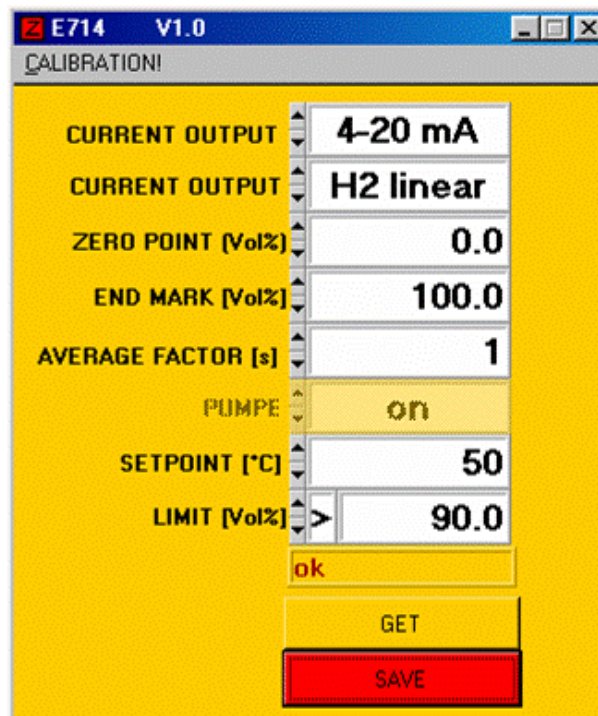 Z E714 V1.0
CALIBRATION!
CURRENT OUTPUT 4-20 mA
CURRENT OUTPUT H2 linear
ZERO POINT [Vol%] 0.0
END MARK [Vol%] 100.0
AVERAGE FACTOR [s] 1
PUMPE on
SETPOINT [°C] 50
LIMIT [Vol%] > 90.0
ok
GET
SAVE